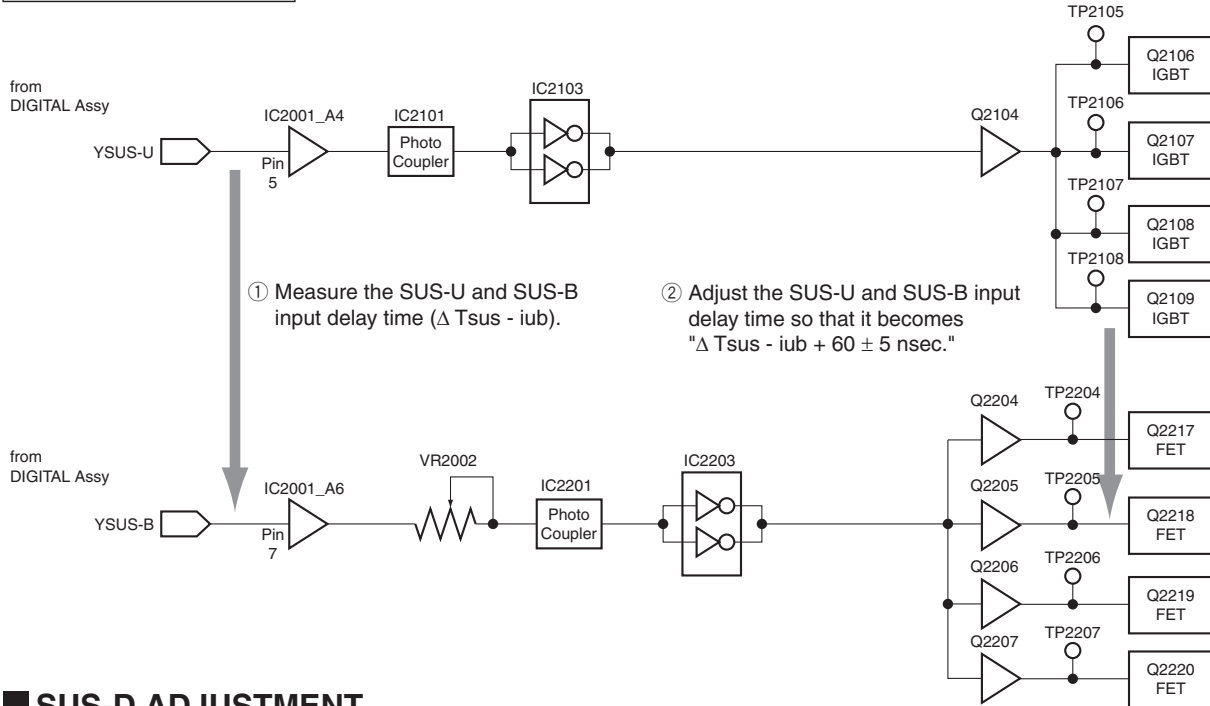 from
DIGITAL Assy
YSUS-U
Pin
5
IC2001_A4
IC2101
Photo
Coupler
IC2103
Q2104
TP2105
Q2106
IGBT
TP2106
Q2107
IGBT
TP2107
Q2108
IGBT
TP2108
Q2109
IGBT
① Measure the SUS-U and SUS-B
input delay time (Δ Tsus - iub).
② Adjust the SUS-U and SUS-B input
delay time so that it becomes
"Δ Tsus - iub + 60 ± 5 nsec."
from
DIGITAL Assy
YSUS-B
Pin
7
IC2001_A6
VR2002
IC2201
Photo
Coupler
IC2203
Q2204
TP2204
Q2217
FET
Q2205
TP2205
Q2218
FET
Q2206
TP2206
Q2219
FET
Q2207
TP2207
Q2220
FET
SUS-D ADJUSTMENT